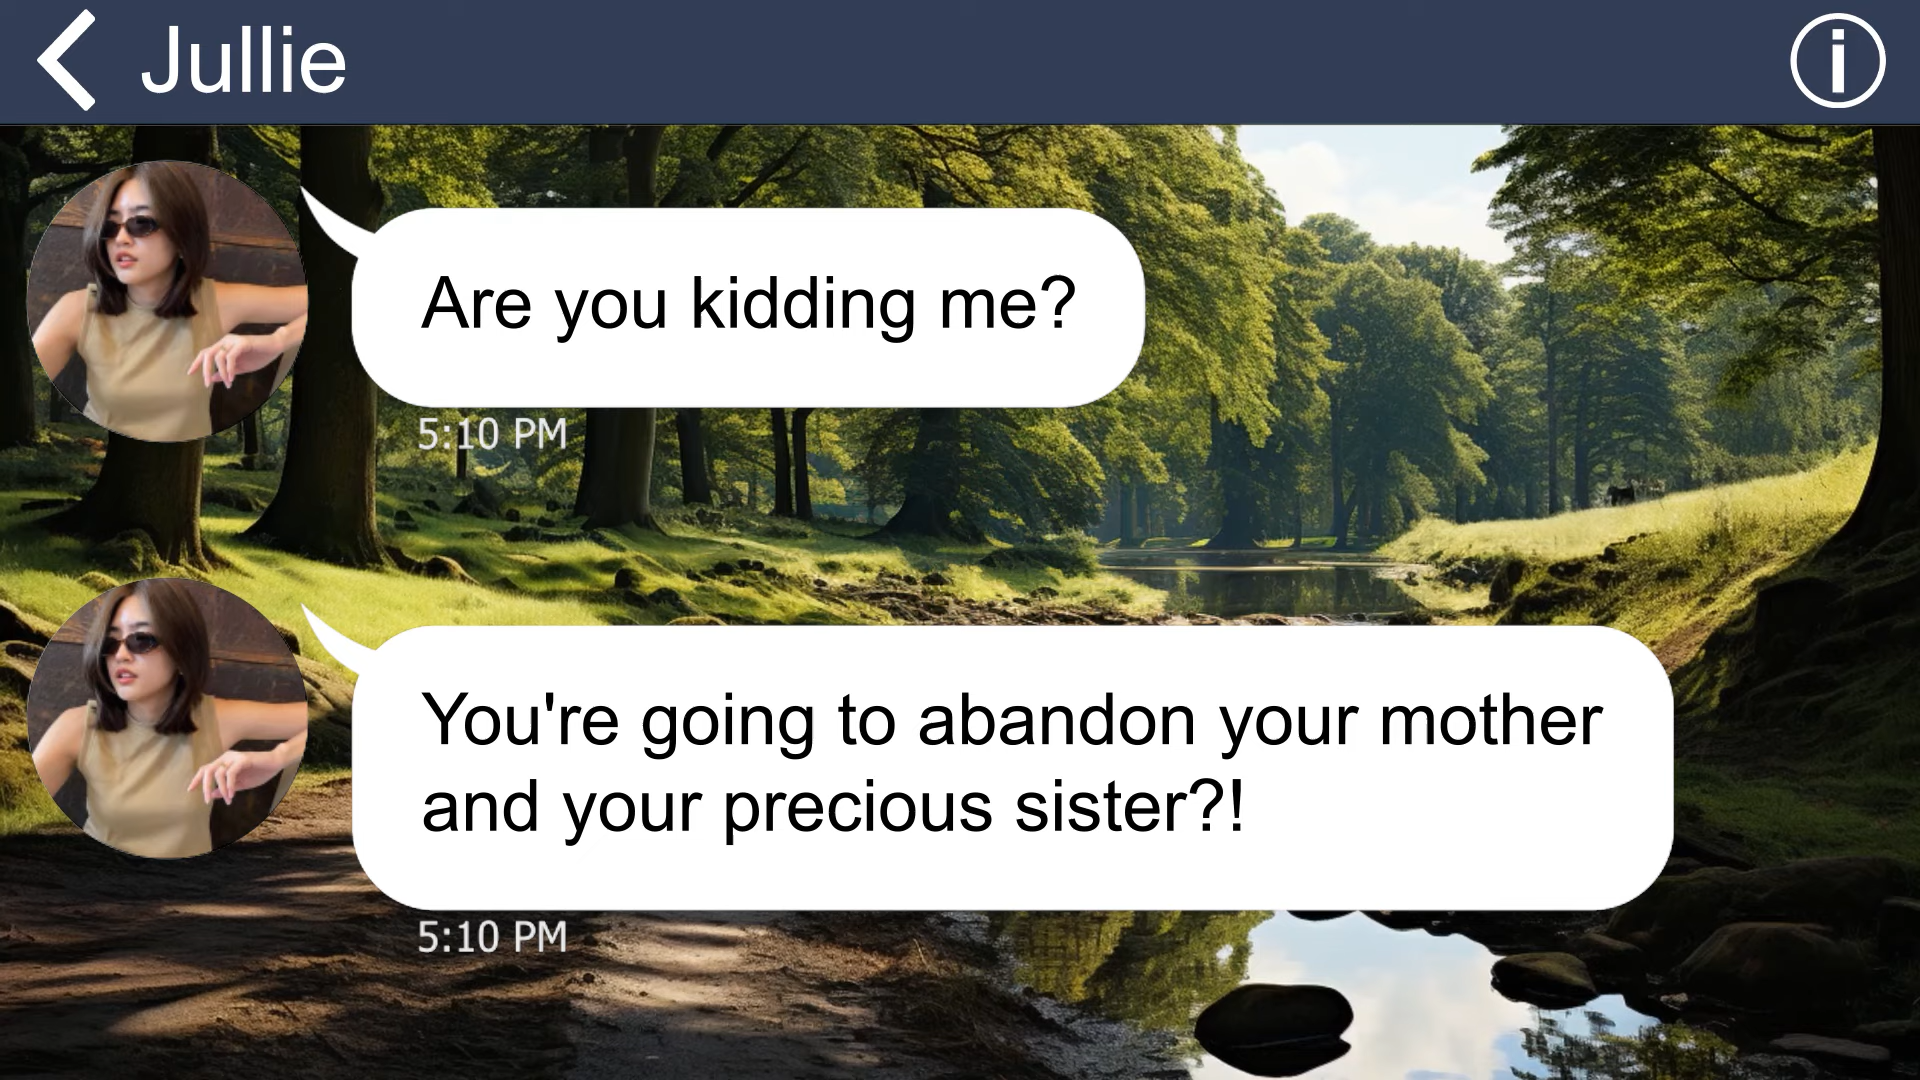 Jullie
Are you kidding me?
5:10 PM
You're going to abandon your mother
and your precious sister?!
5:10 PM